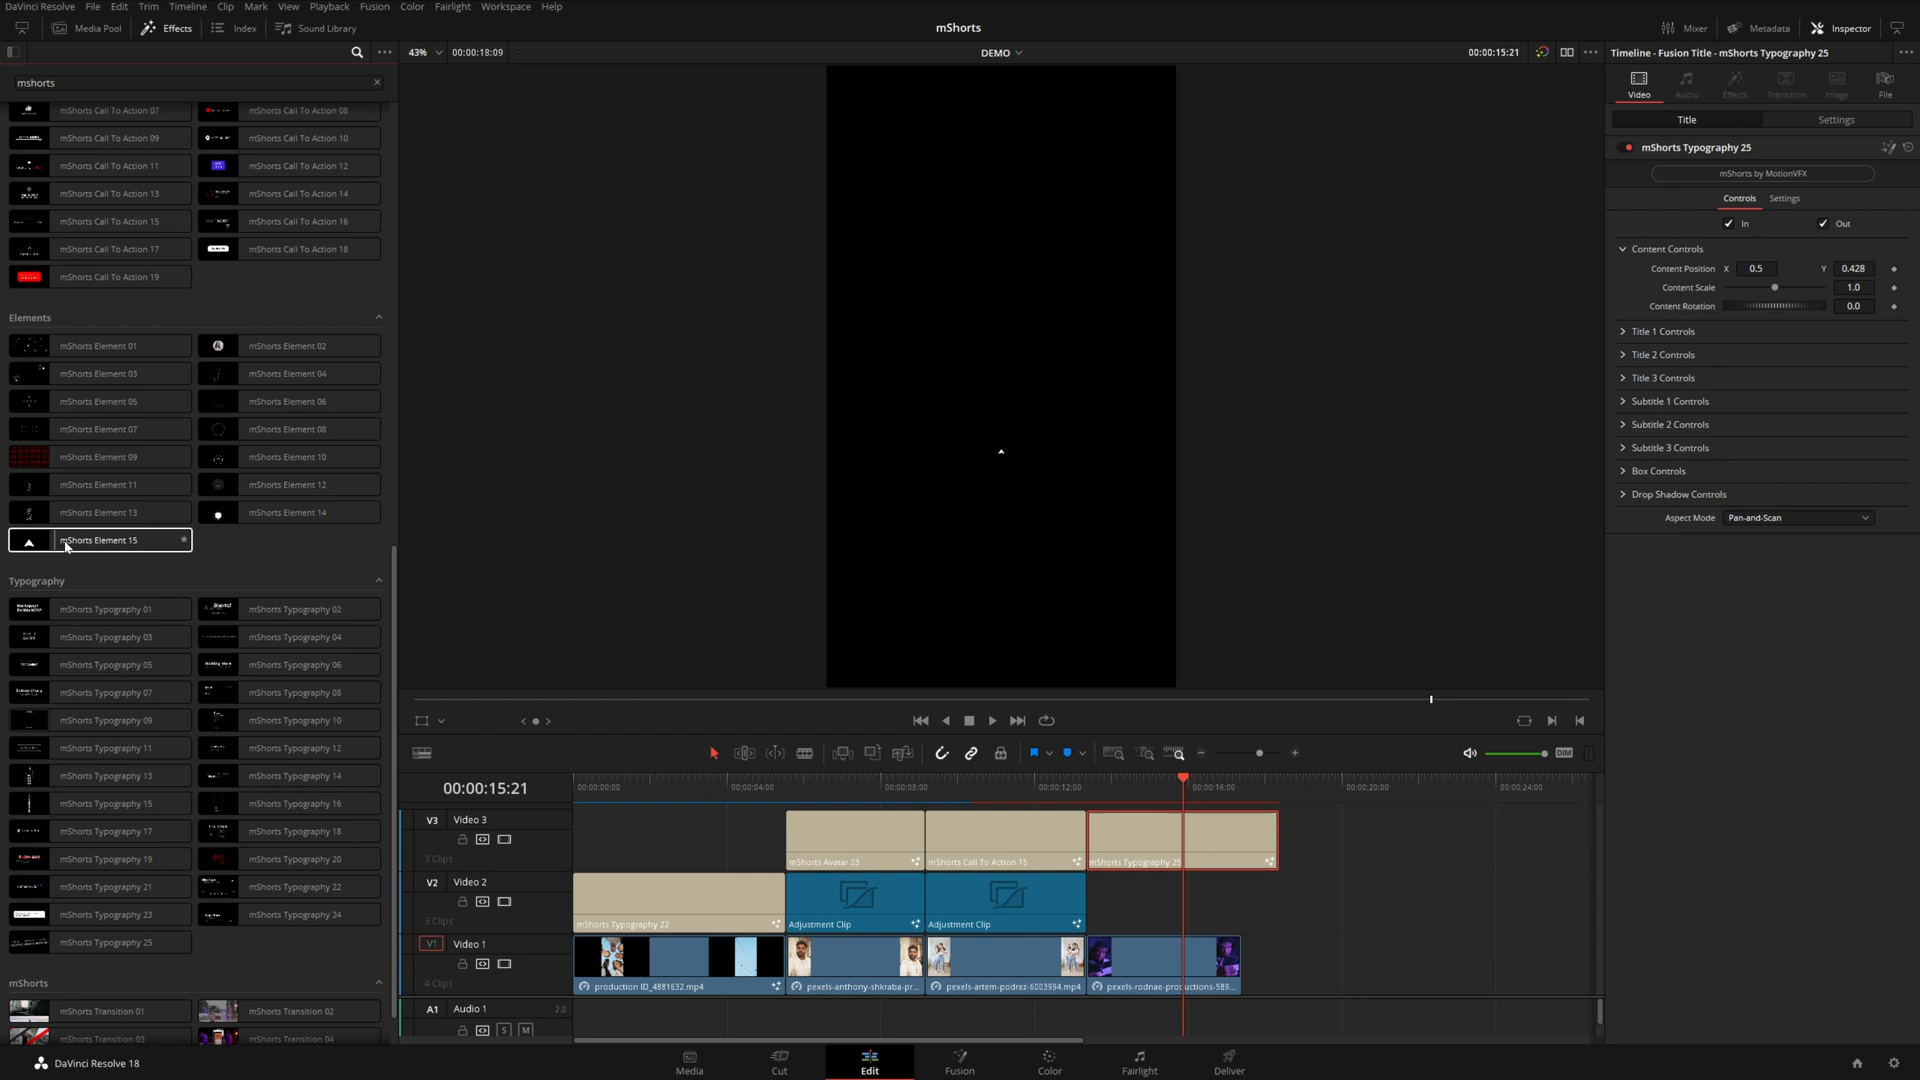 DaVinci Resolve File Edit Trim Timeline Clip Mark View Playback Fusion Color Fairlight Workspace Help
Media Pool Effects Index Sound Library mShorts Mixer Metadata Inspector
43% 00:00:18:09 DEMO 00:00:15:21 Timeline - Fusion Title - mShorts Typography 25
mshorts
mShorts Call To Action 07 mShorts Call To Action 08
mShorts Call To Action 09 mShorts Call To Action 10
mShorts Call To Action 11 mShorts Call To Action 12
mShorts Call To Action 13 mShorts Call To Action 14
mShorts Call To Action 15 mShorts Call To Action 16
mShorts Call To Action 17 mShorts Call To Action 18
mShorts Call To Action 19
Elements
mShorts Element 01 mShorts Element 02
mShorts Element 03 mShorts Element 04
mShorts Element 05 mShorts Element 06
mShorts Element 07 mShorts Element 08
mShorts Element 09 mShorts Element 10
mShorts Element 11 mShorts Element 12
mShorts Element 13 mShorts Element 14
mShorts Element 15
Typography
mShorts Typography 01 mShorts Typography 02
mShorts Typography 03 mShorts Typography 04
mShorts Typography 05 mShorts Typography 06
mShorts Typography 07 mShorts Typography 08
mShorts Typography 09 mShorts Typography 10
mShorts Typography 11 mShorts Typography 12
mShorts Typography 13 mShorts Typography 14
mShorts Typography 15 mShorts Typography 16
mShorts Typography 17 mShorts Typography 18
mShorts Typography 19 mShorts Typography 20
mShorts Typography 21 mShorts Typography 22
mShorts Typography 23 mShorts Typography 24
mShorts Typography 25
mShorts
mShorts Transition 01 mShorts Transition 02
mShorts Transition 03 mShorts Transition 04
Video Audio Effects Transition Image File
Title Settings
mShorts Typography 25
mShorts by MotionVFX
Controls Settings
In Out
Content Controls
Content Position X 0.5 Y 0.428
Content Scale 1.0
Content Rotation 0.0
Title 1 Controls
Title 2 Controls
Title 3 Controls
Subtitle 1 Controls
Subtitle 2 Controls
Subtitle 3 Controls
Box Controls
Drop Shadow Controls
Aspect Mode Pan-and-Scan
DIM
00:00:15:21 00:00:00:00 00:00:04:00 00:00:08:00 00:00:12:00 00:00:16:00 00:00:20:00 00:00:24:00
V3 Video 3
3 Clips mShorts Avatar 03 mShorts Call To Action 15 mShorts Typography 25
V2 Video 2
3 Clips mShorts Typography 22 Adjustment Clip Adjustment Clip
V1 Video 1
4 Clips production ID_4881632.mp4 pexels-anthony-shkraba-pr... pexels-artem-podrez-6003994.mp4 pexels-rodnae-productions-589...
A1 Audio 1 2.0
S M
DaVinci Resolve 18 Media Cut Edit Fusion Color Fairlight Deliver